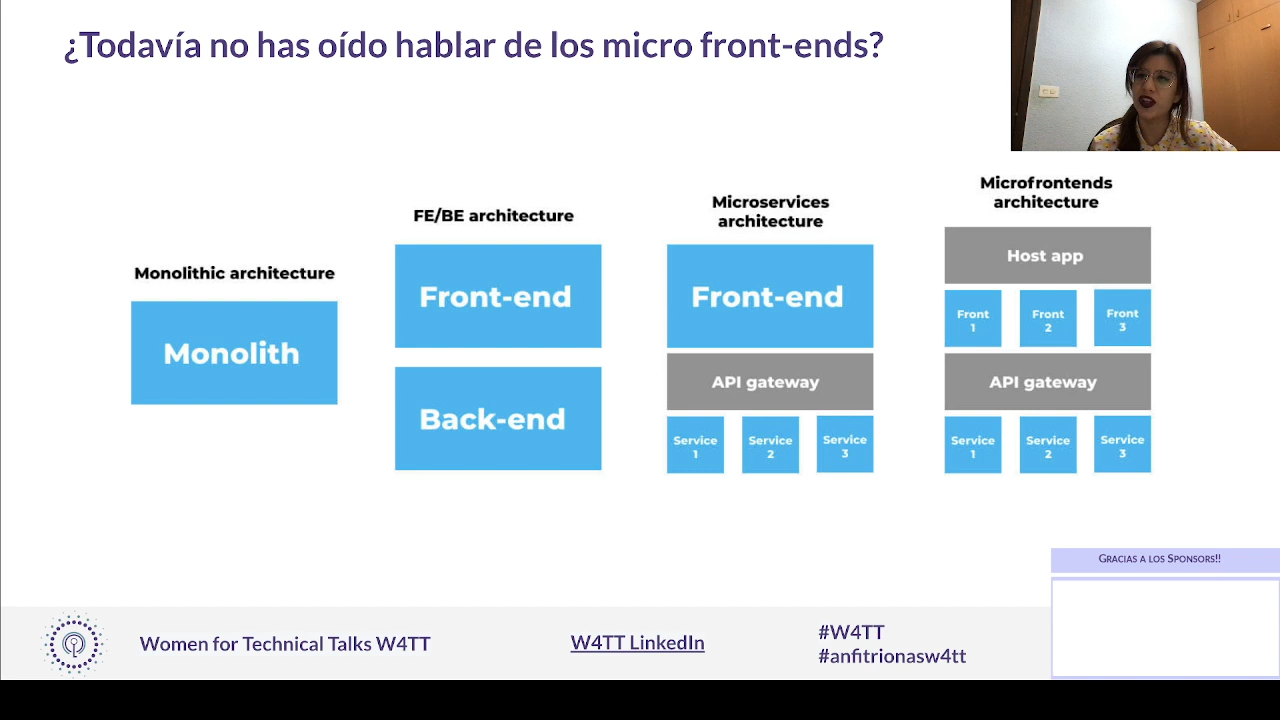 ¿Todavía no has oído hablar de los micro front-ends?
Monolithic architecture
Monolith
FE/BE architecture
Front-end
Back-end
Microservices
architecture
Front-end
API gateway
Service
1
Service
2
Service
3
Microfrontends
architecture
Host app
Front
1
Front
2
Front
3
API gateway
Service
1
Service
2
Service
3
Gracias a los Sponsors!!
Women for Technical Talks W4TT
W4TT LinkedIn
#W4TT
#anfitrionasw4tt